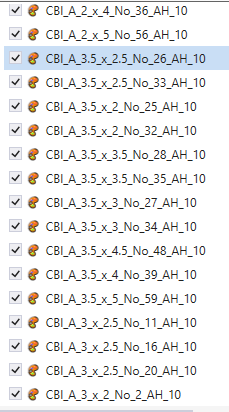 CBI_A_2_x_4_No_36_AH_10
CBI_A_2_x_5_No_56_AH_10
CBI_A_3.5_x_2.5_No_26_AH_10
CBI_A_3.5_x_2.5_No_33_AH_10
CBI_A_3.5_x_2_No_25_AH_10
CBI_A_3.5_x_2_No_32_AH_10
CBI_A_3.5_x_3.5_No_28_AH_10
CBI_A_3.5_x_3.5_No_35_AH_10
CBI_A_3.5_x_3_No_27_AH_10
CBI_A_3.5_x_3_No_34_AH_10
CBI_A_3.5_x_4.5_No_48_AH_10
CBI_A_3.5_x_4_No_39_AH_10
CBI_A_3.5_x_5_No_59_AH_10
CBI_A_3_x_2.5_No_11_AH_10
CBI_A_3_x_2.5_No_16_AH_10
CBI_A_3_x_2.5_No_20_AH_10
CBI_A_3_x_2_No_2_AH_10